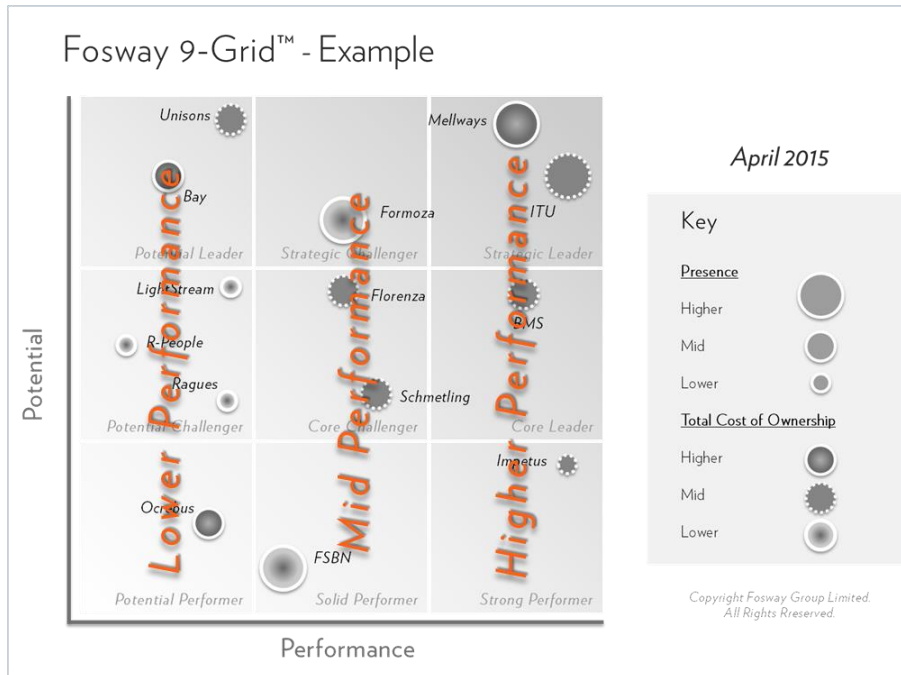 Fosway 9-Grid™ - Example
Unisons
Mellways
Bay
Formoza
ITU
Potential Leader
Strategic Challenger
Strategic Leader
LightStream
Florenza
BMS
R-People
Ragues
Schmetling
Potential Challenger
Core Challenger
Core Leader
Impetus
FSBN
Potential Performer
Solid Performer
Strong Performer
Lower Performance
Mid Performance
Higher Performance
Potential
Performance
April 2015
Key
Presence
Higher
Mid
Lower
Total Cost of Ownership
Higher
Mid
Lower
Copyright Fosway Group Limited.
All Rights Rreserved.